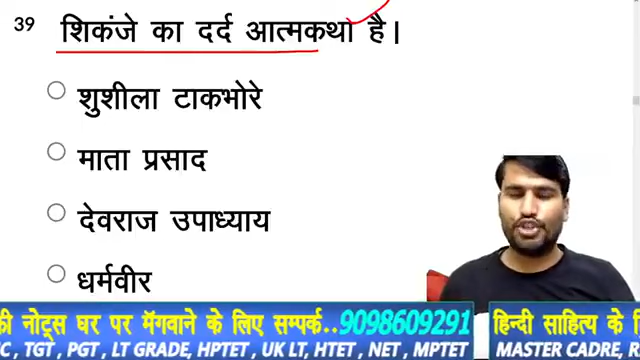 39 शिकंजे का दर्द आत्मकथा है।
शुशीला टाकभोरे
माता प्रसाद
देवराज उपाध्याय
धर्मवीर
की नोट्स घर पर मॅगवाने के लिए सम्पर्क..9098609291 हिन्दी साहित्य के
TGT , PGT , LT GRADE, HPTET , UK LT, HTET , NET , MPTET MASTER CADRE,